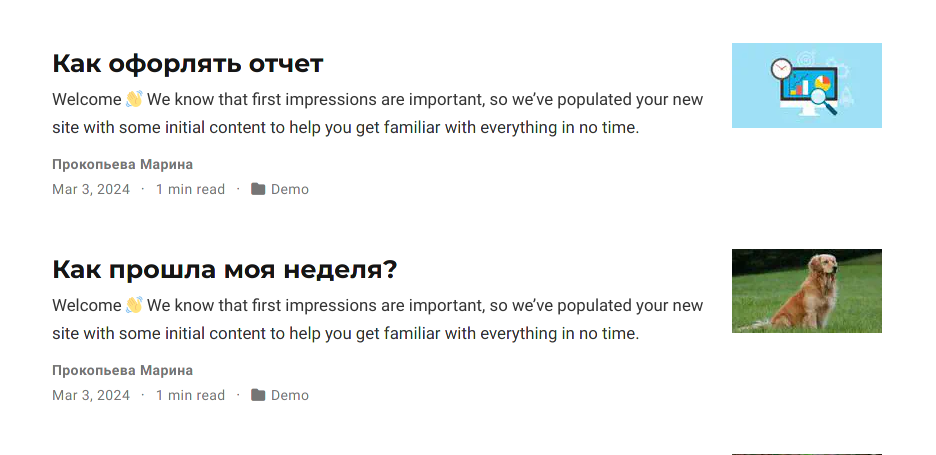 Как офорлять отчет
Welcome 👋 We know that first impressions are important, so we’ve populated your new
site with some initial content to help you get familiar with everything in no time.
Прокопьева Марина
Mar 3, 2024 · 1 min read · Demo
Как прошла моя неделя?
Welcome 👋 We know that first impressions are important, so we’ve populated your new
site with some initial content to help you get familiar with everything in no time.
Прокопьева Марина
Mar 3, 2024 · 1 min read · Demo